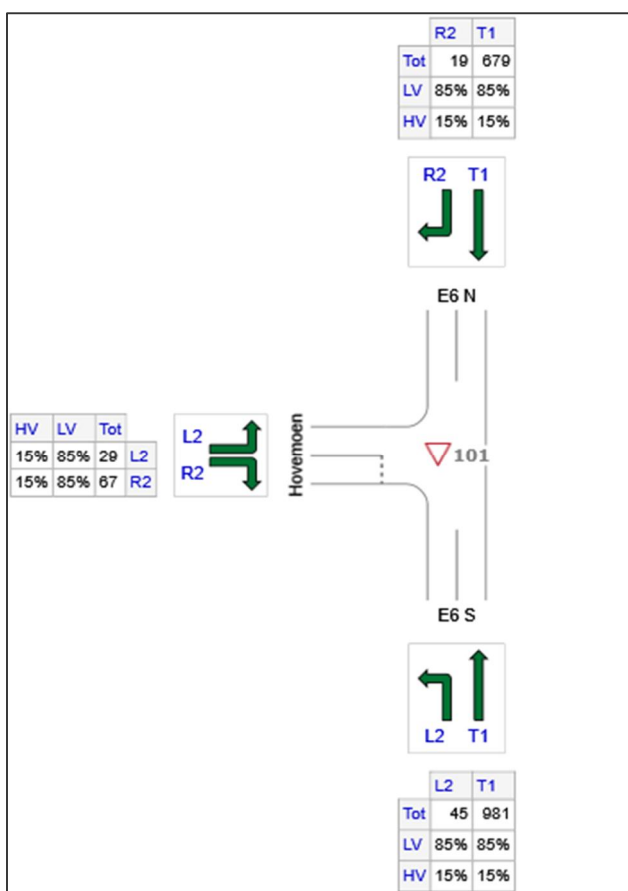 R2 T1
Tot 19 679
LV 85% 85%
HV 15% 15%
R2 T1
E6 N
HV LV Tot
15% 85% 29 L2
15% 85% 67 R2
L2
R2
Hovemoen
101
E6 S
L2 T1
L2 T1
Tot 45 981
LV 85% 85%
HV 15% 15%